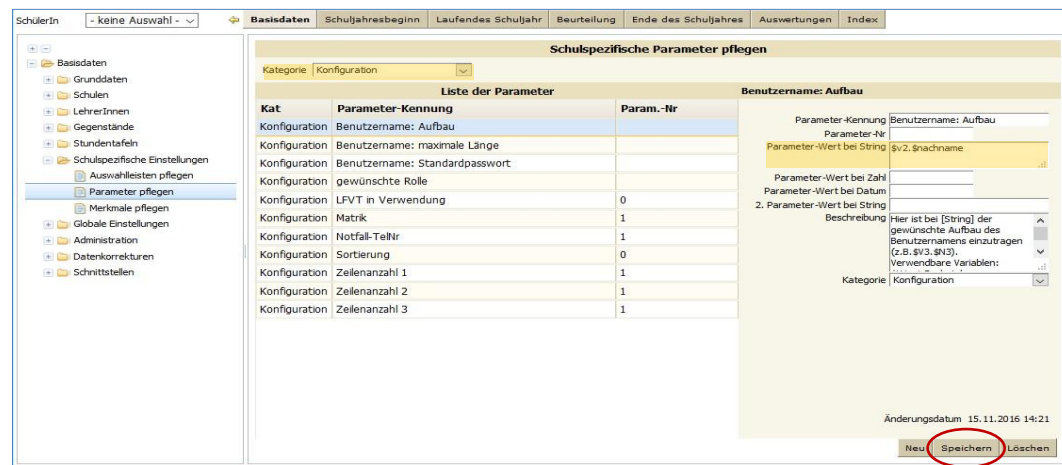 SchülerIn - keine Auswahl - Basisdaten Schuljahresbeginn Laufendes Schuljahr Beurteilung Ende des Schuljahres Auswertungen Index
Basisdaten
Grunddaten
Schulen
LehrerInnen
Gegenstände
Stundentafeln
Schulspezifische Einstellungen
Auswahlleisten pflegen
Parameter pflegen
Merkmale pflegen
Globale Einstellungen
Administration
Datenkorrekturen
Schnittstellen
Schulspezifische Parameter pflegen
Kategorie Konfiguration
Liste der Parameter
Kat Parameter-Kennung Param.-Nr
Konfiguration Benutzername: Aufbau
Konfiguration Benutzername: maximale Länge
Konfiguration Benutzername: Standardpasswort
Konfiguration gewünschte Rolle
Konfiguration LFVT in Verwendung 0
Konfiguration Matrik 1
Konfiguration Notfall-TelNr 1
Konfiguration Sortierung 0
Konfiguration Zeilenanzahl 1 1
Konfiguration Zeilenanzahl 2 1
Konfiguration Zeilenanzahl 3 1
Benutzername: Aufbau
Parameter-Kennung Benutzername: Aufbau
Parameter-Nr
Parameter-Wert bei String $v2.$nachname
Parameter-Wert bei Zahl
Parameter-Wert bei Datum
2. Parameter-Wert bei String
Beschreibung Hier ist bei [String] der
gewünschte Aufbau des
Benutzernamens einzutragen
(z.B.$V3.$N3).
Verwendbare Variablen:
Kategorie Konfiguration
Änderungsdatum 15.11.2016 14:21
Neu Speichern Löschen